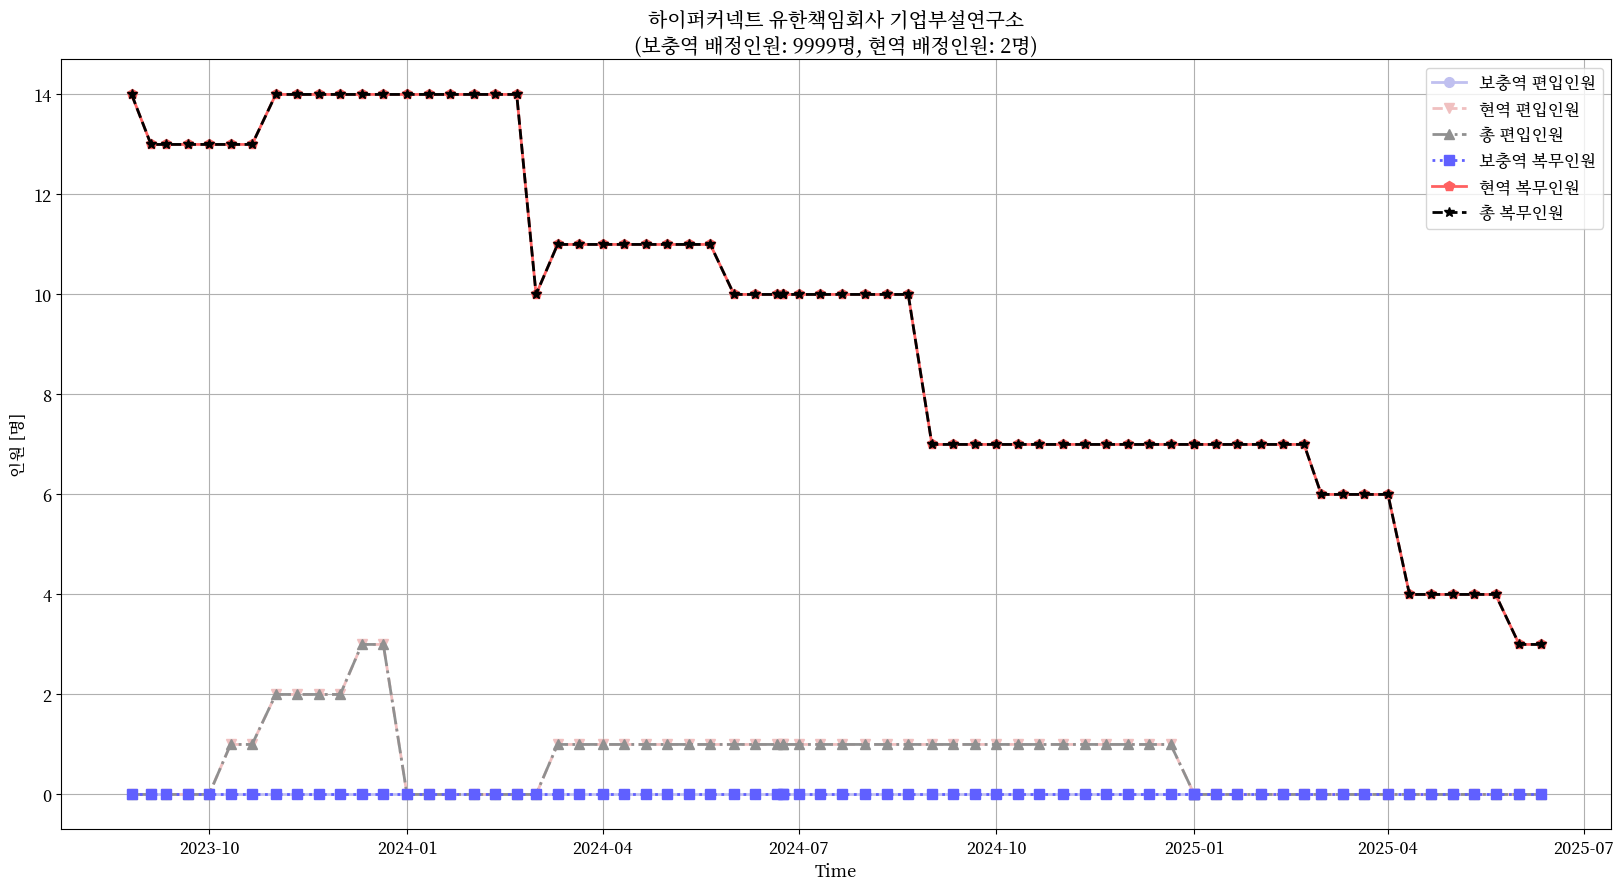 하이퍼커넥트 유한책임회사 기업부설연구소
(보충역 배정인원: 9999명, 현역 배정인원: 2명)
보충역 편입인원
현역 편입인원
총 편입인원
보충역 복무인원
현역 복무인원
총 복무인원
인원 [명]
14
12
10
8
6
4
2
0
2023-10
2024-01
2024-04
2024-07
2024-10
2025-01
2025-04
2025-07
Time